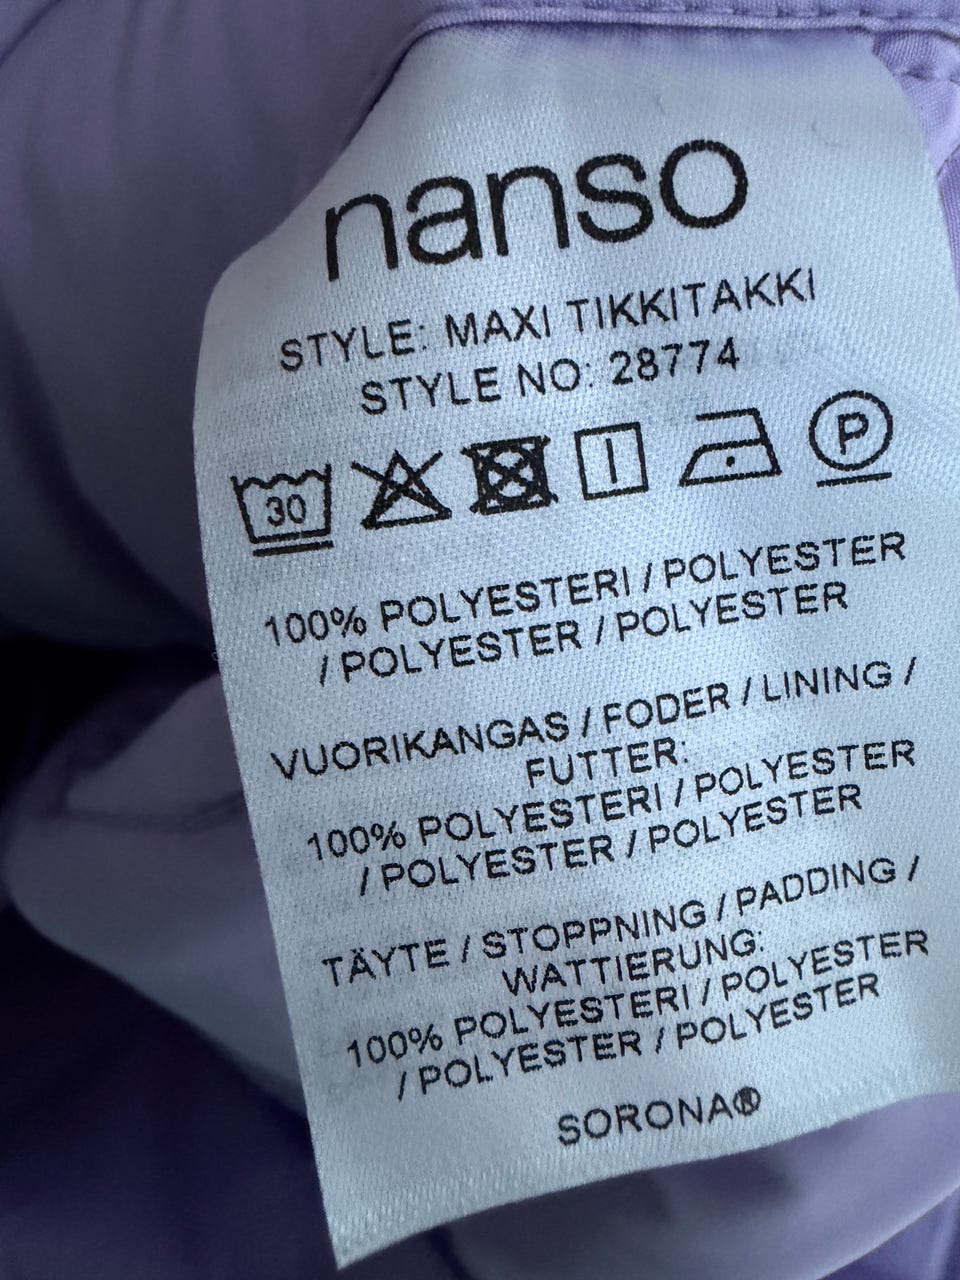 nanso
STYLE: MAXI TIKKITAKKI
STYLE NO: 28774
30
P
100% POLYESTERI / POLYESTER
/ POLYESTER / POLYESTER
VUORIKANGAS / FODER / LINING /
FUTTER:
100% POLYESTERI / POLYESTER
/ POLYESTER / POLYESTER
TÄYTE / STOPPNING / PADDING /
WATTIERUNG:
100% POLYESTERI / POLYESTER
/ POLYESTER / POLYESTER
SORONA®